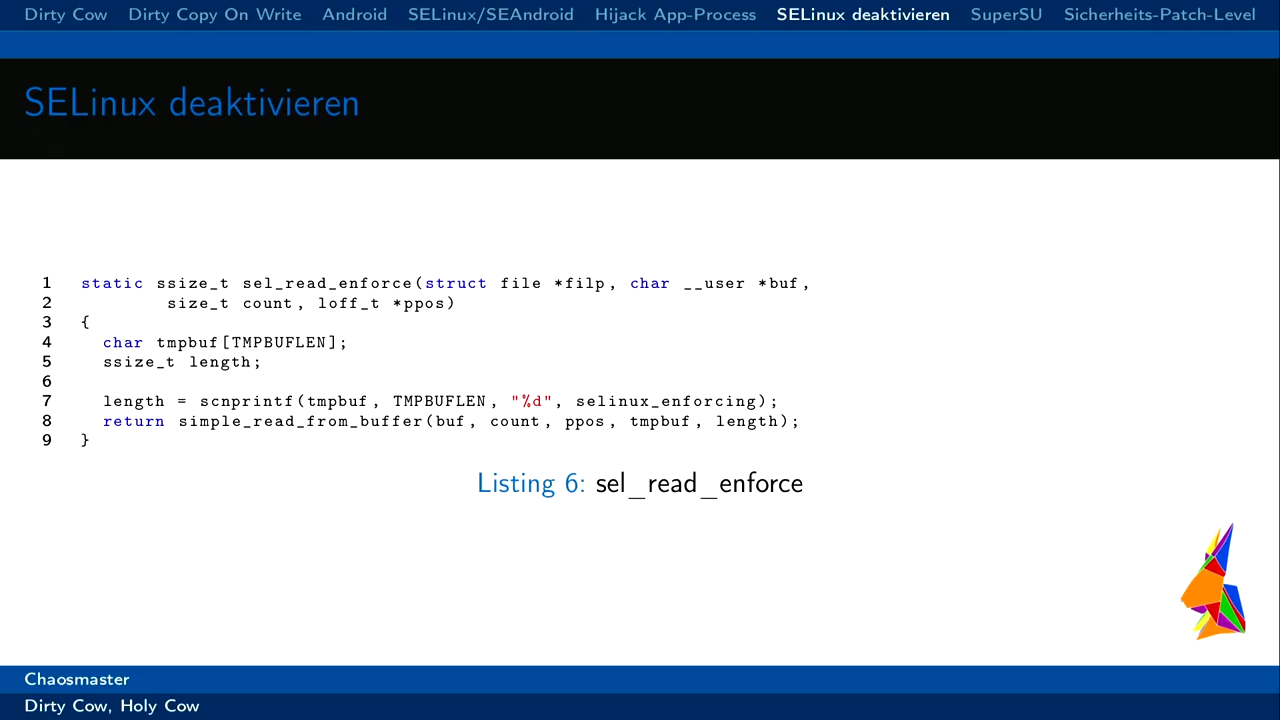 Dirty Cow Dirty Copy On Write Android SELinux/SEAndroid Hijack App-Process SELinux deaktivieren SuperSU Sicherheits-Patch-Level
SELinux deaktivieren
1 static ssize_t sel_read_enforce(struct file *filp, char __user *buf,
2 size_t count, loff_t *ppos)
3 {
4 char tmpbuf[TMPBUFLEN];
5 ssize_t length;
6
7 length = scnprintf(tmpbuf, TMPBUFLEN, "%d", selinux_enforcing);
8 return simple_read_from_buffer(buf, count, ppos, tmpbuf, length);
9 }
Listing 6: sel_read_enforce
Chaosmaster
Dirty Cow, Holy Cow